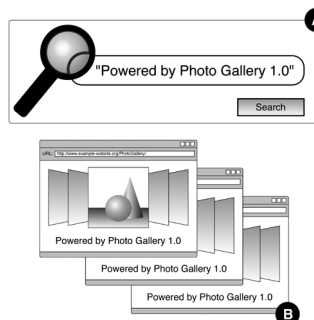 A
"Powered by Photo Gallery 1.0"
Search
URL: http://www.example-website.org/PhotoGallery/
Powered by Photo Gallery 1.0
Powered by Photo Gallery 1.0
Powered by Photo Gallery 1.0
B